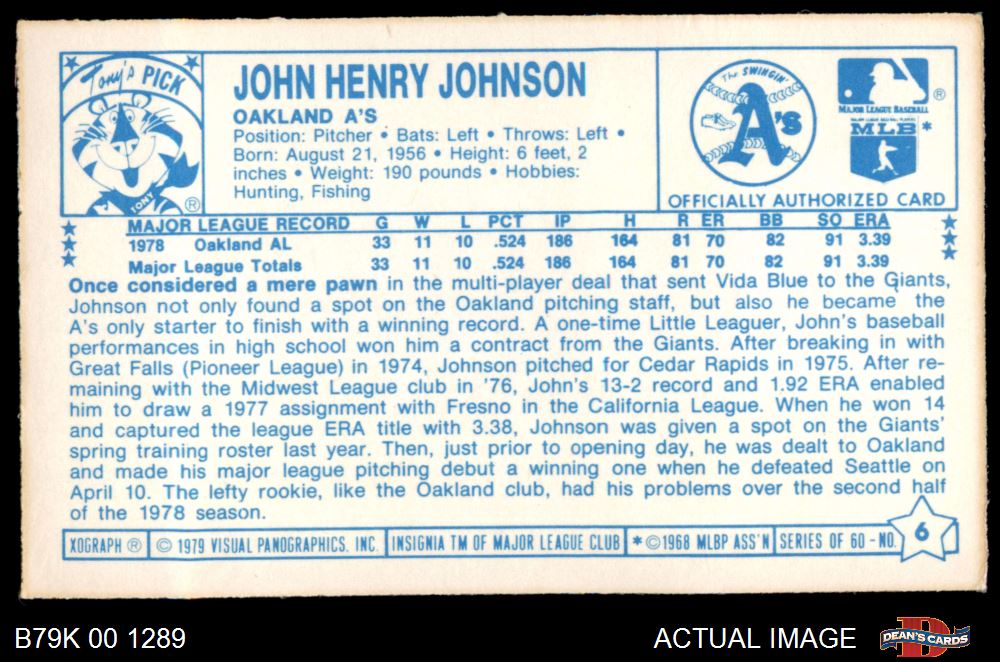 Tony's PICK
TONY
®
JOHN HENRY JOHNSON
OAKLAND A'S
Position: Pitcher • Bats: Left • Throws: Left •
Born: August 21, 1956 • Height: 6 feet, 2
inches • Weight: 190 pounds • Hobbies:
Hunting, Fishing
The SWINGIN'
A's
®
MAJOR LEAGUE BASEBALL
MAJOR LEAGUE BASEBALL PLAYERS
MLB *
OFFICIALLY AUTHORIZED CARD
MAJOR LEAGUE RECORD G W L PCT IP H R ER BB SO ERA
1978 Oakland AL 33 11 10 .524 186 164 81 70 82 91 3.39
Major League Totals 33 11 10 .524 186 164 81 70 82 91 3.39
Once considered a mere pawn in the multi-player deal that sent Vida Blue to the Giants,
Johnson not only found a spot on the Oakland pitching staff, but also he became the
A's only starter to finish with a winning record. A one-time Little Leaguer, John's baseball
performances in high school won him a contract from the Giants. After breaking in with
Great Falls (Pioneer League) in 1974, Johnson pitched for Cedar Rapids in 1975. After re-
maining with the Midwest League club in '76, John's 13-2 record and 1.92 ERA enabled
him to draw a 1977 assignment with Fresno in the California League. When he won 14
and captured the league ERA title with 3.38, Johnson was given a spot on the Giants'
spring training roster last year. Then, just prior to opening day, he was dealt to Oakland
and made his major league pitching debut a winning one when he defeated Seattle on
April 10. The lefty rookie, like the Oakland club, had his problems over the second half
of the 1978 season.
XOGRAPH ® © 1979 VISUAL PANOGRAPHICS, INC. INSIGNIA TM OF MAJOR LEAGUE CLUB * ©1968 MLBP ASS'N SERIES OF 60 - NO. 6
B79K 00 1289 ACTUAL IMAGE DEAN'S CARDS